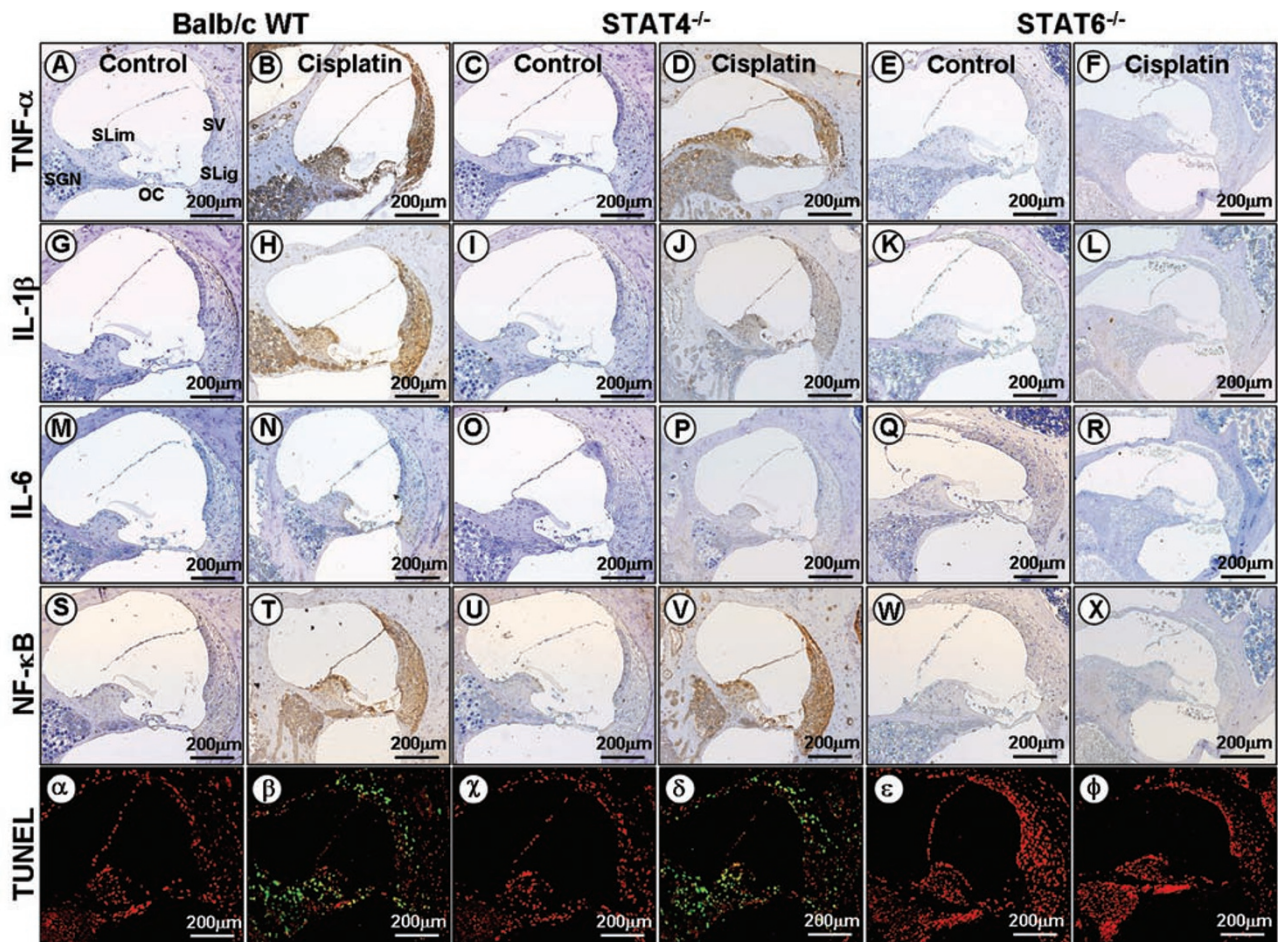 Balb/c WT STAT4-/- STAT6-/-
TNF-α
A Control B Cisplatin C Control D Cisplatin E Control F Cisplatin
SLim SV
SGN SLig
OC
200μm 200μm 200μm 200μm 200μm 200μm
IL-1β
G H I J K L
200μm 200μm 200μm 200μm 200μm 200μm
IL-6
M N O P Q R
200μm 200μm 200μm 200μm 200μm 200μm
NF-κB
S T U V W X
200μm 200μm 200μm 200μm 200μm 200μm
TUNEL
α β χ δ ε ϕ
200μm 200μm 200μm 200μm 200μm 200μm